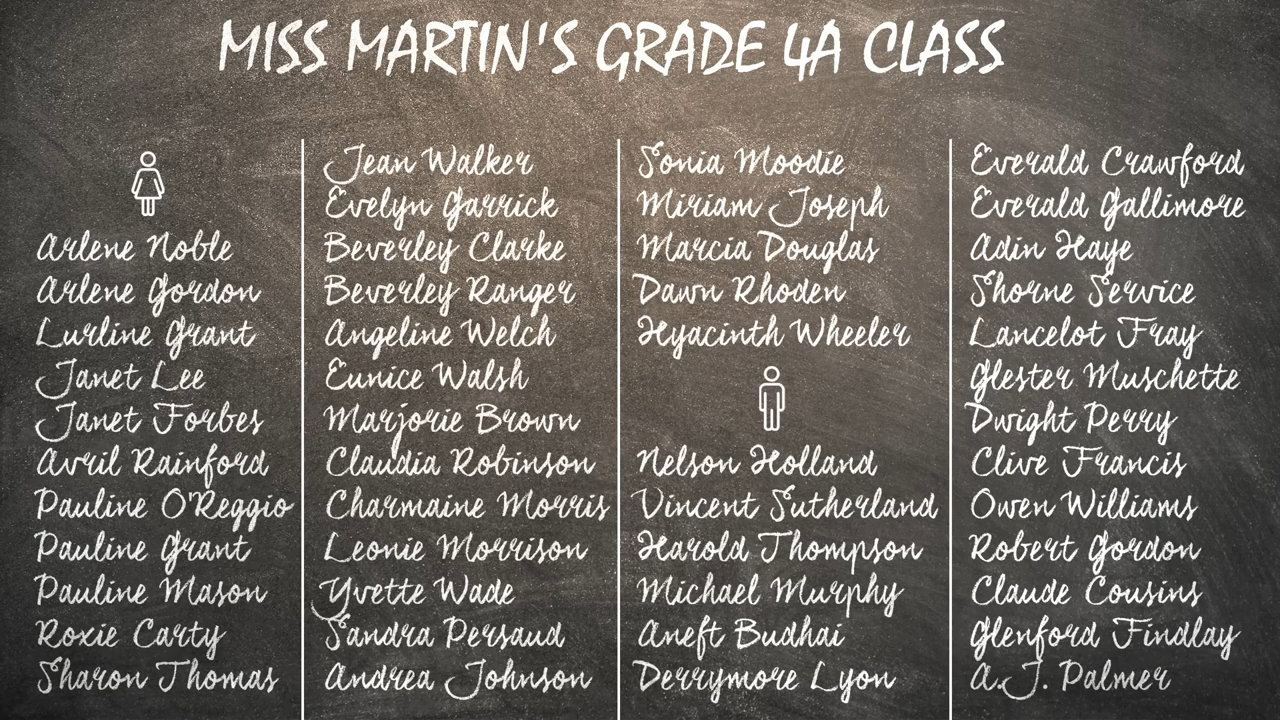 MISS MARTIN'S GRADE 4A CLASS
Arlene Noble
Arlene Gordon
Lurline Grant
Janet Lee
Janet Forbes
Avril Rainford
Pauline O'Reggio
Pauline Grant
Pauline Mason
Roxie Carty
Sharon Thomas
Jean Walker
Evelyn Garrick
Beverley Clarke
Beverley Ranger
Angeline Welch
Eunice Walsh
Marjorie Brown
Claudia Robinson
Charmaine Morris
Leonie Morrison
Yvette Wade
Sandra Persaud
Andrea Johnson
Sonia Moodie
Miriam Joseph
Marcia Douglas
Dawn Rhoden
Hyacinth Wheeler
Nelson Holland
Vincent Sutherland
Harold Thompson
Michael Murphy
Aneft Budhai
Derrymore Lyon
Everald Crawford
Everald Gallimore
Adin Haye
Shorne Service
Lancelot Fray
Glester Muschette
Dwight Perry
Clive Francis
Owen Williams
Robert Gordon
Claude Cousins
Glenford Findlay
A.J. Palmer